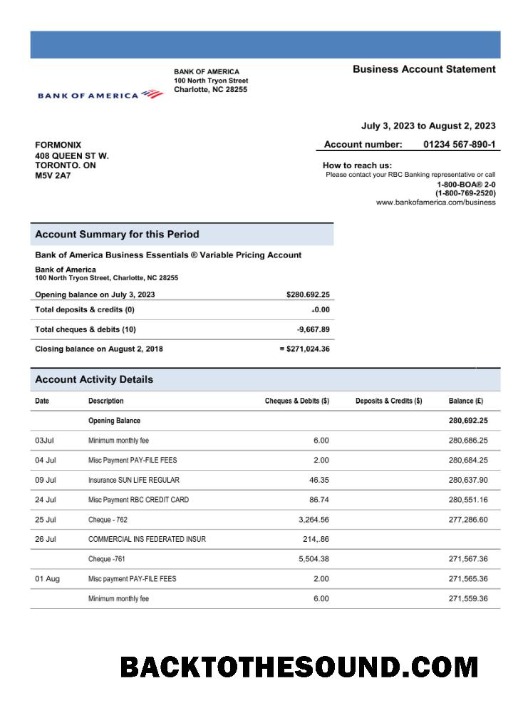 BANK OF AMERICA
BANK OF AMERICA
100 North Tryon Street
Charlotte, NC 28255
Business Account Statement
July 3, 2023 to August 2, 2023
Account number: 01234 567-890-1
FORMONIX
408 QUEEN ST W.
TORONTO. ON
M5V 2A7
How to reach us:
Please contact your RBC Banking representative or call
1-800-BOA® 2-0
(1-800-769-2520)
www.bankofamerica.com/business
Account Summary for this Period
Bank of America Business Essentials ® Variable Pricing Account
Bank of America
100 North Tryon Street, Charlotte, NC 28255
Opening balance on July 3, 2023 $280.692.25
Total deposits & credits (0) +0.00
Total cheques & debits (10) -9,667.89
Closing balance on August 2, 2018 = $271,024.36
Account Activity Details
Date Description Cheques & Debits ($) Deposits & Credits ($) Balance (£)
Opening Balance 280,692.25
03Jul Minimum monthly fee 6.00 280,686.25
04 Jul Misc Payment PAY-FILE FEES 2.00 280,684.25
09 Jul Insurance SUN LIFE REGULAR 46.35 280,637.90
24 Jul Misc Payment RBC CREDIT CARD 86.74 280,551.16
25 Jul Cheque - 762 3,264.56 277,286.60
26 Jul COMMERCIAL INS FEDERATED INSUR 214,.86
Cheque -761 5,504.38 271,567.36
01 Aug Misc payment PAY-FILE FEES 2.00 271,565.36
Minimum monthly fee 6.00 271,559.36
BACKTOTHESOUND.COM